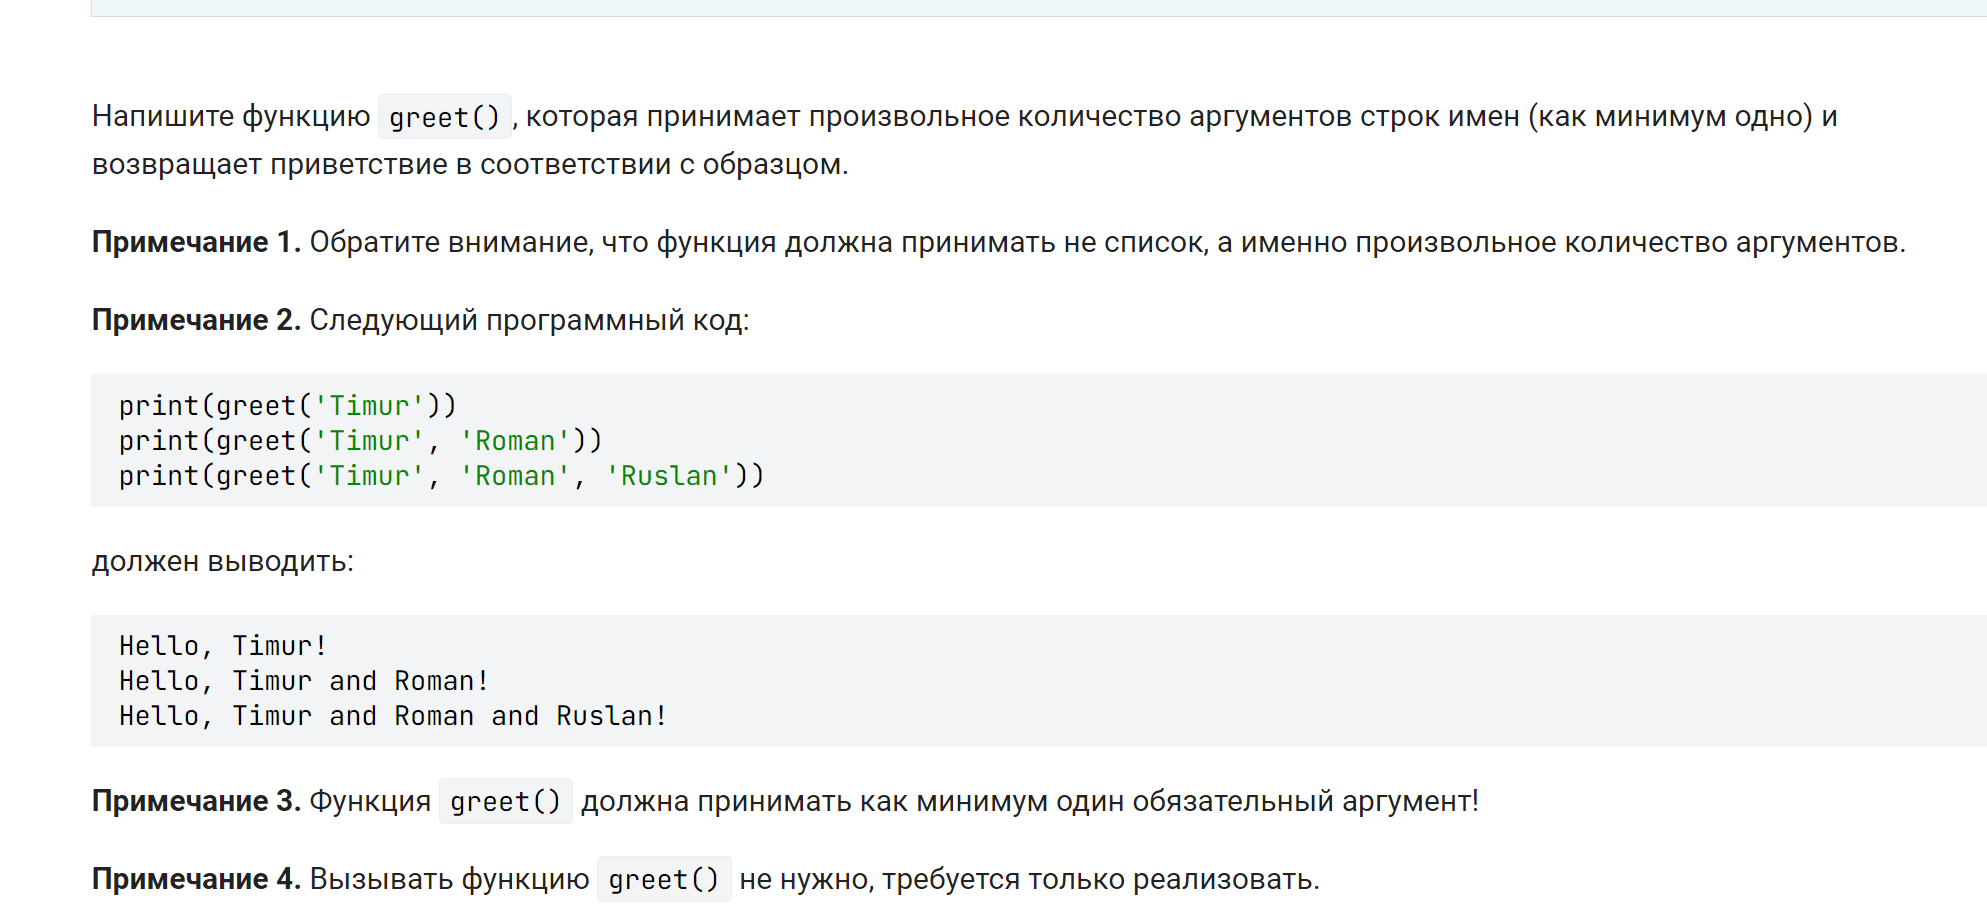 Напишите функцию greet(), которая принимает произвольное количество аргументов строк имен (как минимум одно) и
возвращает приветствие в соответствии с образцом.
Примечание 1. Обратите внимание, что функция должна принимать не список, а именно произвольное количество аргументов.
Примечание 2. Следующий программный код:
print(greet('Timur'))
print(greet('Timur', 'Roman'))
print(greet('Timur', 'Roman', 'Ruslan'))
должен выводить:
Hello, Timur!
Hello, Timur and Roman!
Hello, Timur and Roman and Ruslan!
Примечание 3. Функция greet() должна принимать как минимум один обязательный аргумент!
Примечание 4. Вызывать функцию greet() не нужно, требуется только реализовать.